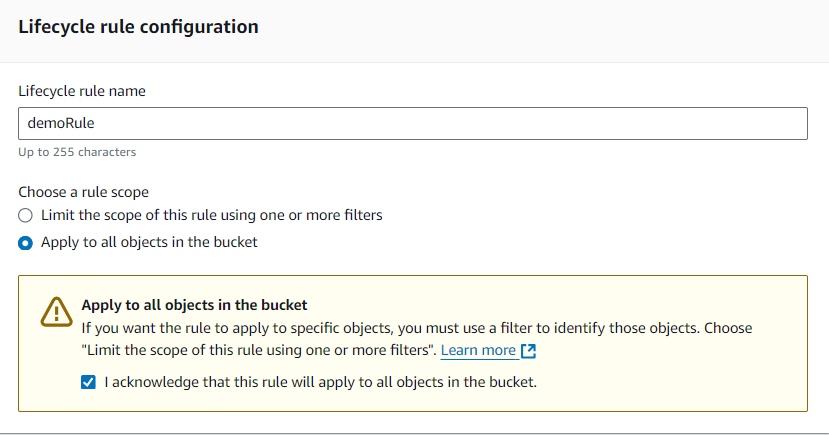 Lifecycle rule configuration
Lifecycle rule name
demoRule
Up to 255 characters
Choose a rule scope
Limit the scope of this rule using one or more filters
Apply to all objects in the bucket
Apply to all objects in the bucket
If you want the rule to apply to specific objects, you must use a filter to identify those objects. Choose
"Limit the scope of this rule using one or more filters". Learn more
I acknowledge that this rule will apply to all objects in the bucket.